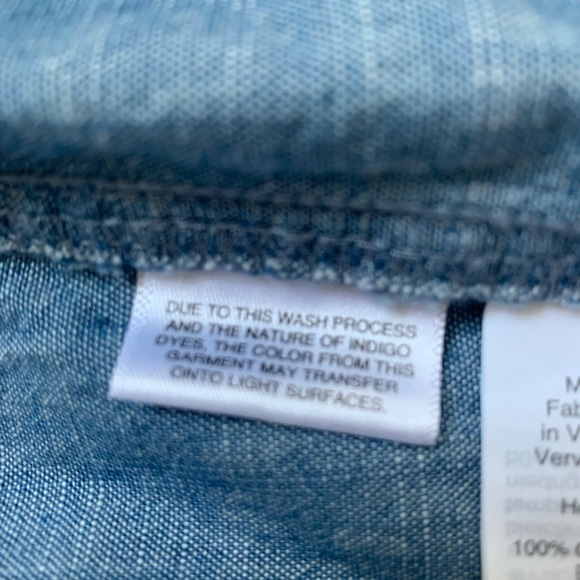 DUE TO THIS WASH PROCESS
AND THE NATURE OF INDIGO
DYES, THE COLOR FROM THIS
GARMENT MAY TRANSFER
ONTO LIGHT SURFACES.
M
Fab
in V
Verv
H
100%